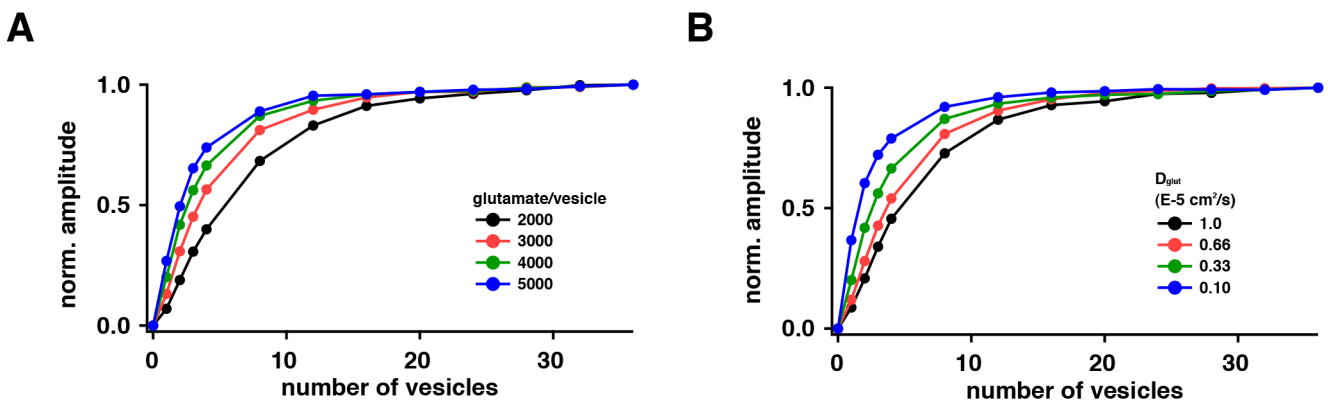 A
norm. amplitude
1.0
0.5
0.0
0
10
20
30
number of vesicles
glutamate/vesicle
2000
3000
4000
5000
B
norm. amplitude
1.0
0.5
0.0
0
10
20
30
number of vesicles
Dglut
(E-5 cm²/s)
1.0
0.66
0.33
0.10